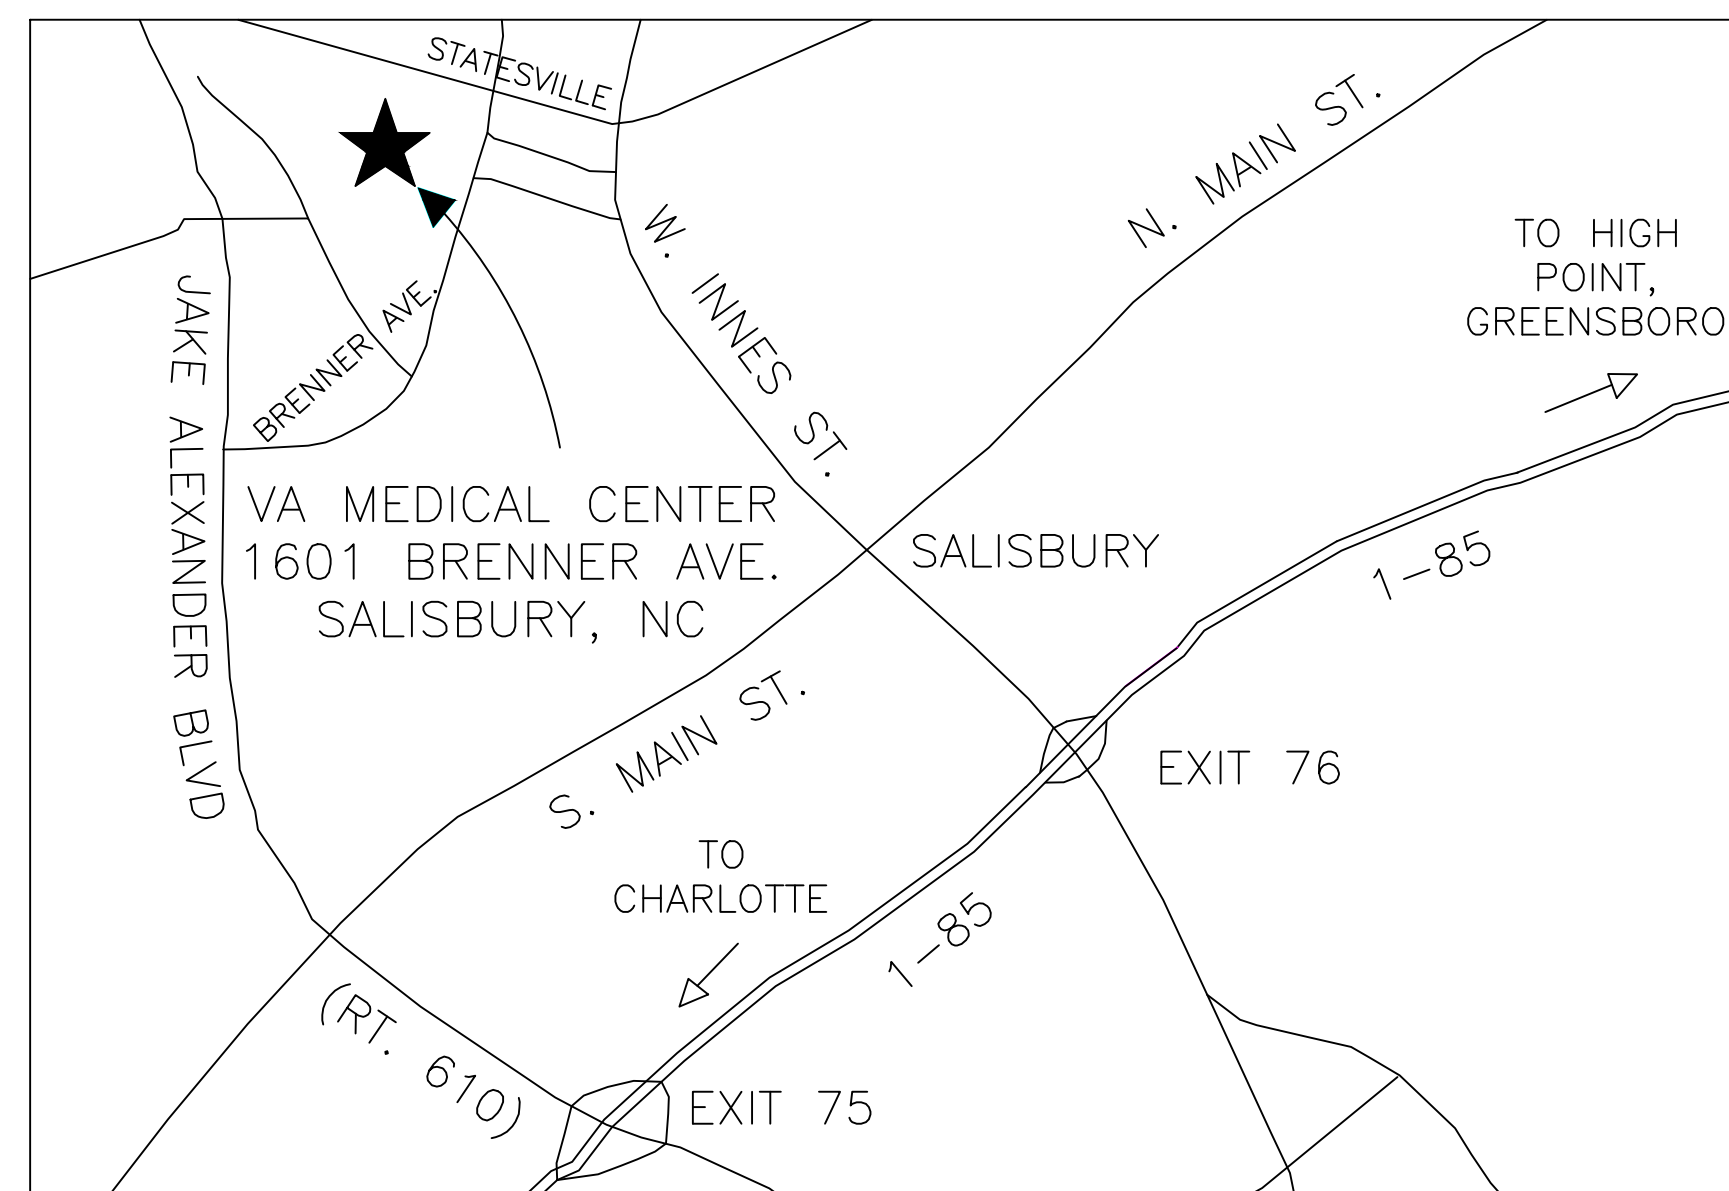 STATESVILLE
N. MAIN ST.
W. INNES ST.
TO HIGH
POINT,
GREENSBORO
JAKE ALEXANDER BLVD
BRENNER AVE.
VA MEDICAL CENTER
1601 BRENNER AVE.
SALISBURY, NC
SALISBURY
1-85
S. MAIN ST.
EXIT 76
TO
CHARLOTTE
1-85
(RT. 610)
EXIT 75